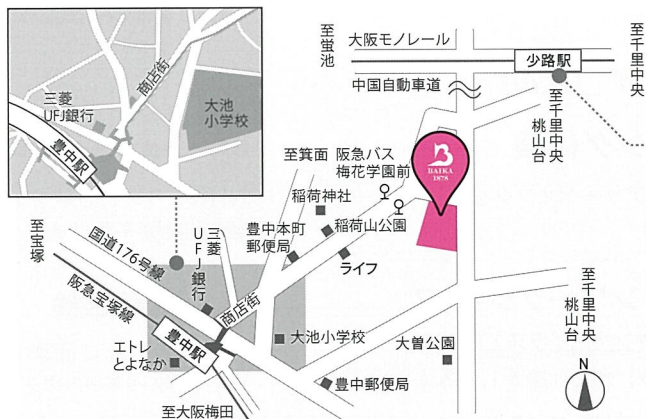 商店街
大池
小学校
三菱
UFJ銀行
豊中駅
至蛍池
大阪モノレール
少路駅
至千里中央
中国自動車道
至千里中央
桃山台
至箕面
阪急バス
梅花学園前
BAIKA
1878
稲荷神社
稲荷山公園
豊中本町
郵便局
ライフ
至宝塚
国道176号線
三菱
UFJ銀行
阪急宝塚線
商店街
豊中駅
大池小学校
大曽公園
至千里中央
桃山台
エトレ
とよなか
豊中郵便局
至大阪梅田
N